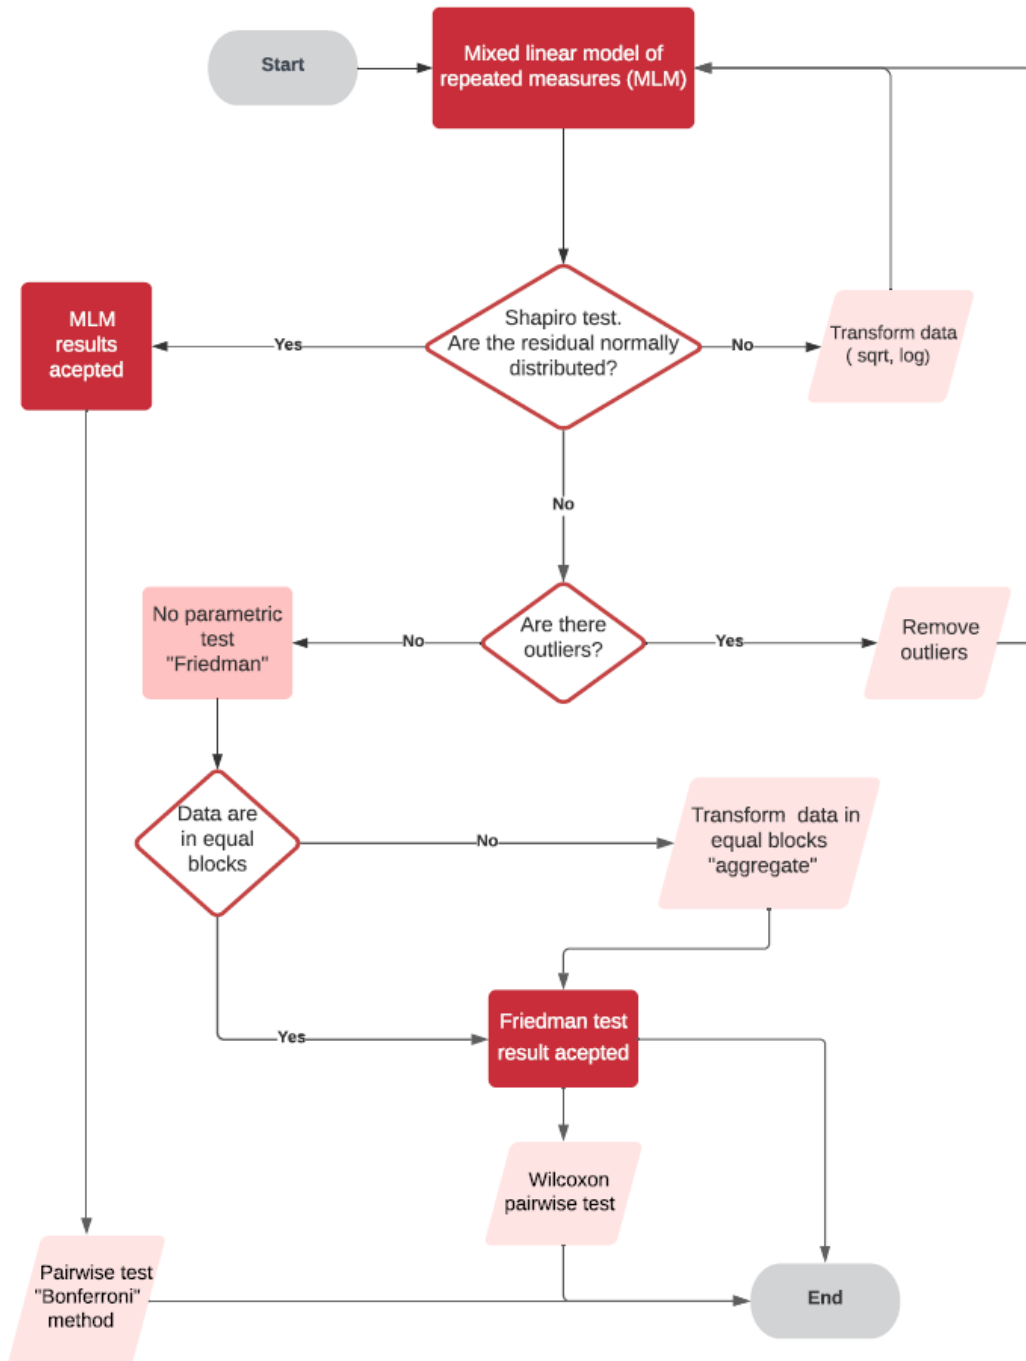 Start
Mixed linear model of
repeated measures (MLM)
MLM
results
acepted
Yes
Shapiro test.
Are the residual normally
distributed?
No
Transform data
( sqrt, log)
No
No parametric
test
"Friedman"
No
Are there
outliers?
Yes
Remove
outliers
Data are
in equal
blocks
No
Transform data in
equal blocks
"aggregate"
Yes
Friedman test
result acepted
Wilcoxon
pairwise test
Pairwise test
"Bonferroni"
method
End